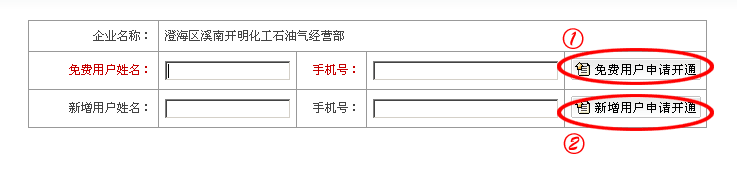 企业名称： 澄海区溪南开明化工石油气经营部
①
免费用户姓名： 手机号： 免费用户申请开通
新增用户姓名： 手机号： 新增用户申请开通
②